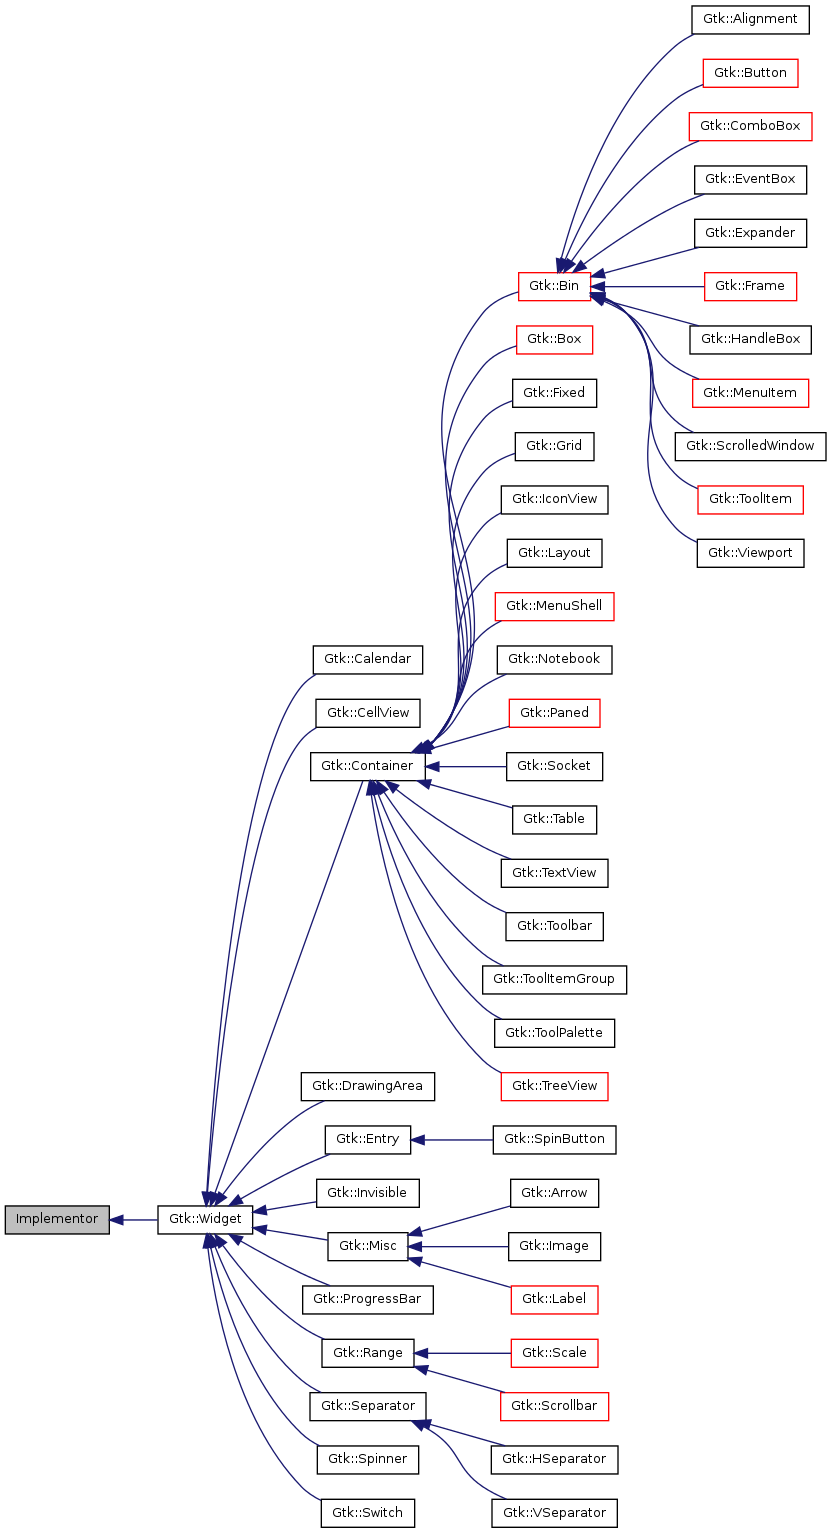 Gtk::Alignment
Gtk::Button
Gtk::ComboBox
Gtk::EventBox
Gtk::Expander
Gtk::Bin
Gtk::Frame
Gtk::Box
Gtk::HandleBox
Gtk::Fixed
Gtk::MenuItem
Gtk::Grid
Gtk::ScrolledWindow
Gtk::IconView
Gtk::ToolItem
Gtk::Layout
Gtk::Viewport
Gtk::MenuShell
Gtk::Calendar
Gtk::Notebook
Gtk::CellView
Gtk::Paned
Gtk::Container
Gtk::Socket
Gtk::Table
Gtk::TextView
Gtk::Toolbar
Gtk::ToolItemGroup
Gtk::ToolPalette
Gtk::DrawingArea
Gtk::TreeView
Gtk::Entry
Gtk::SpinButton
Gtk::Invisible
Gtk::Arrow
Implementor
Gtk::Widget
Gtk::Misc
Gtk::Image
Gtk::ProgressBar
Gtk::Label
Gtk::Range
Gtk::Scale
Gtk::Separator
Gtk::Scrollbar
Gtk::Spinner
Gtk::HSeparator
Gtk::Switch
Gtk::VSeparator